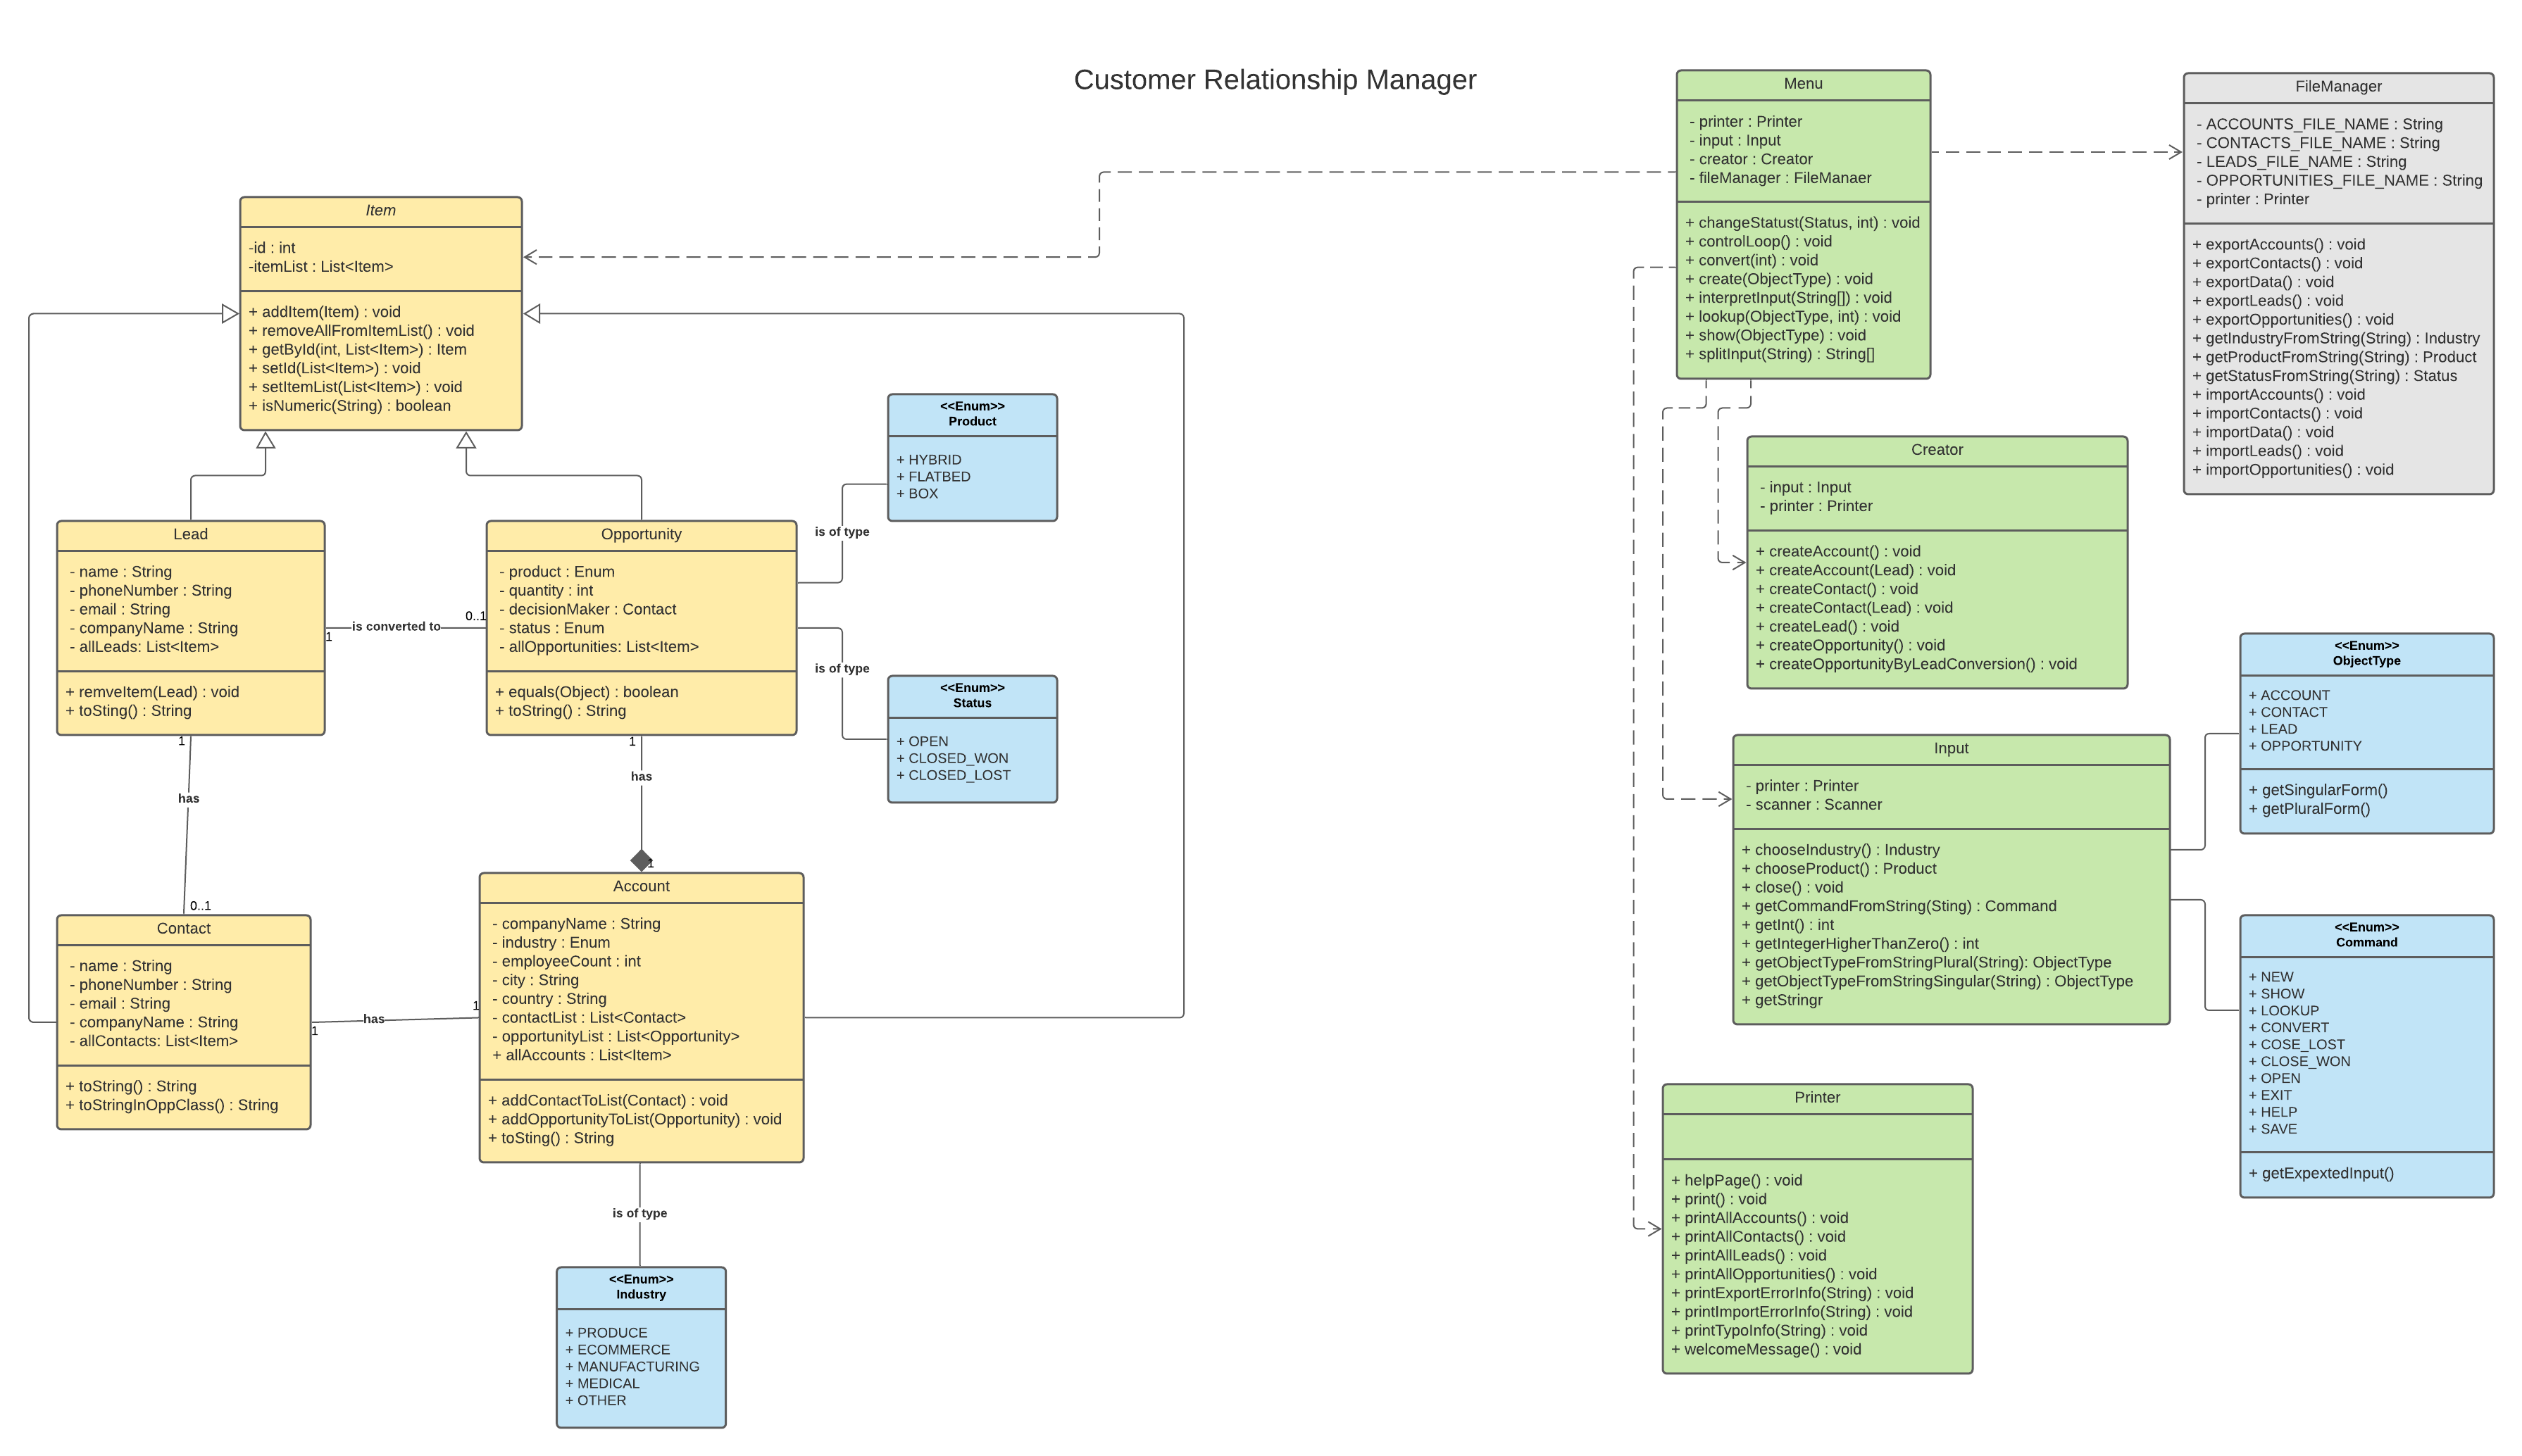 Customer Relationship Manager
Item
-id : int
-itemList : List<Item>
+ addItem(Item) : void
+ removeAllFromItemList() : void
+ getById(int, List<Item>) : Item
+ setId(List<Item>) : void
+ setItemList(List<Item>) : void
+ isNumeric(String) : boolean
Lead
- name : String
- phoneNumber : String
- email : String
- companyName : String
- allLeads: List<Item>
+ remveItem(Lead) : void
+ toSting() : String
1
is converted to
0..1
Opportunity
- product : Enum
- quantity : int
- decisionMaker : Contact
- status : Enum
- allOpportunities: List<Item>
+ equals(Object) : boolean
+ toString() : String
is of type
<<Enum>>
Product
+ HYBRID
+ FLATBED
+ BOX
is of type
<<Enum>>
Status
+ OPEN
+ CLOSED_WON
+ CLOSED_LOST
1
has
0..1
1
has
1
Contact
- name : String
- phoneNumber : String
- email : String
- companyName : String
- allContacts: List<Item>
+ toString() : String
+ toStringInOppClass() : String
1
has
1
Account
- companyName : String
- industry : Enum
- employeeCount : int
- city : String
- country : String
- contactList : List<Contact>
- opportunityList : List<Opportunity>
+ allAccounts : List<Item>
+ addContactToList(Contact) : void
+ addOpportunityToList(Opportunity) : void
+ toSting() : String
is of type
<<Enum>>
Industry
+ PRODUCE
+ ECOMMERCE
+ MANUFACTURING
+ MEDICAL
+ OTHER
Menu
- printer : Printer
- input : Input
- creator : Creator
- fileManager : FileManaer
+ changeStatust(Status, int) : void
+ controlLoop() : void
+ convert(int) : void
+ create(ObjectType) : void
+ interpretInput(String[]) : void
+ lookup(ObjectType, int) : void
+ show(ObjectType) : void
+ splitInput(String) : String[]
FileManager
- ACCOUNTS_FILE_NAME : String
- CONTACTS_FILE_NAME : String
- LEADS_FILE_NAME : String
- OPPORTUNITIES_FILE_NAME : String
- printer : Printer
+ exportAccounts() : void
+ exportContacts() : void
+ exportData() : void
+ exportLeads() : void
+ exportOpportunities() : void
+ getIndustryFromString(String) : Industry
+ getProductFromString(String) : Product
+ getStatusFromString(String) : Status
+ importAccounts() : void
+ importContacts() : void
+ importData() : void
+ importLeads() : void
+ importOpportunities() : void
Creator
- input : Input
- printer : Printer
+ createAccount() : void
+ createAccount(Lead) : void
+ createContact() : void
+ createContact(Lead) : void
+ createLead() : void
+ createOpportunity() : void
+ createOpportunityByLeadConversion() : void
Input
- printer : Printer
- scanner : Scanner
+ chooseIndustry() : Industry
+ chooseProduct() : Product
+ close() : void
+ getCommandFromString(Sting) : Command
+ getInt() : int
+ getIntegerHigherThanZero() : int
+ getObjectTypeFromStringPlural(String): ObjectType
+ getObjectTypeFromStringSingular(String) : ObjectType
+ getStringr
<<Enum>>
ObjectType
+ ACCOUNT
+ CONTACT
+ LEAD
+ OPPORTUNITY
+ getSingularForm()
+ getPluralForm()
<<Enum>>
Command
+ NEW
+ SHOW
+ LOOKUP
+ CONVERT
+ COSE_LOST
+ CLOSE_WON
+ OPEN
+ EXIT
+ HELP
+ SAVE
+ getExpextedInput()
Printer
+ helpPage() : void
+ print() : void
+ printAllAccounts() : void
+ printAllContacts() : void
+ printAllLeads() : void
+ printAllOpportunities() : void
+ printExportErrorInfo(String) : void
+ printImportErrorInfo(String) : void
+ printTypoInfo(String) : void
+ welcomeMessage() : void